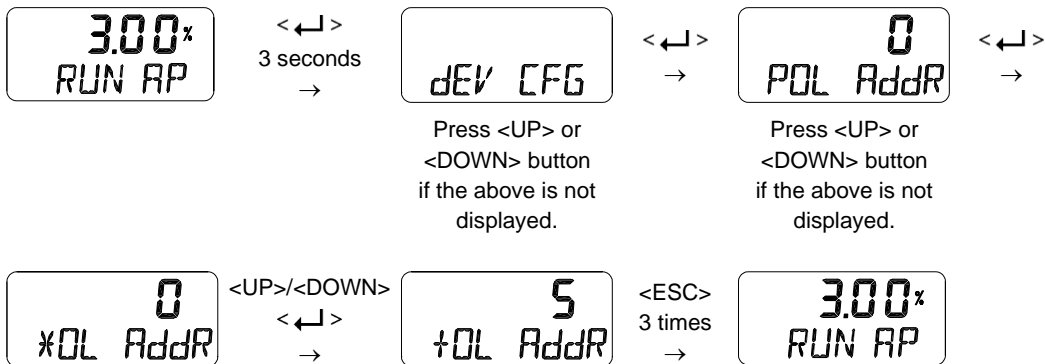 3.00%
RUN AP
< ↵ >
3 seconds
→
dEV CFG
Press <UP> or
<DOWN> button
if the above is not
displayed.
< ↵ >
→
0
POL AddR
Press <UP> or
<DOWN> button
if the above is not
displayed.
< ↵ >
→
0
*OL AddR
<UP>/<DOWN>
< ↵ >
→
5
+OL AddR
<ESC>
3 times
→
3.00%
RUN AP